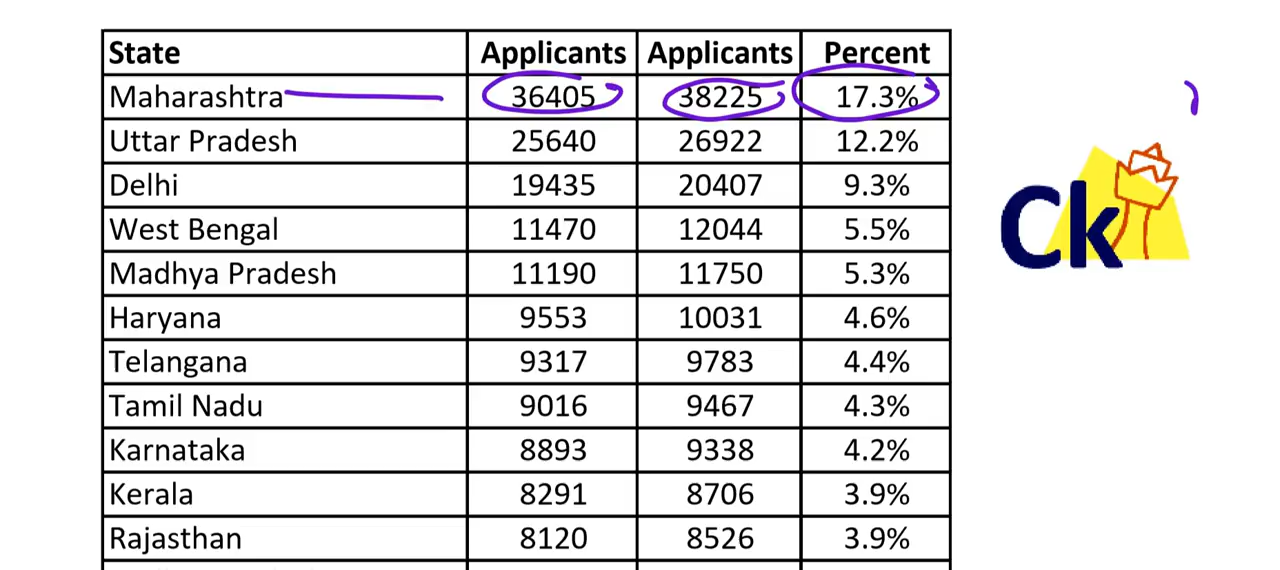 State Applicants Applicants Percent
Maharashtra 36405 38225 17.3%
Uttar Pradesh 25640 26922 12.2%
Delhi 19435 20407 9.3%
West Bengal 11470 12044 5.5%
Madhya Pradesh 11190 11750 5.3%
Haryana 9553 10031 4.6%
Telangana 9317 9783 4.4%
Tamil Nadu 9016 9467 4.3%
Karnataka 8893 9338 4.2%
Kerala 8291 8706 3.9%
Rajasthan 8120 8526 3.9%
Ck